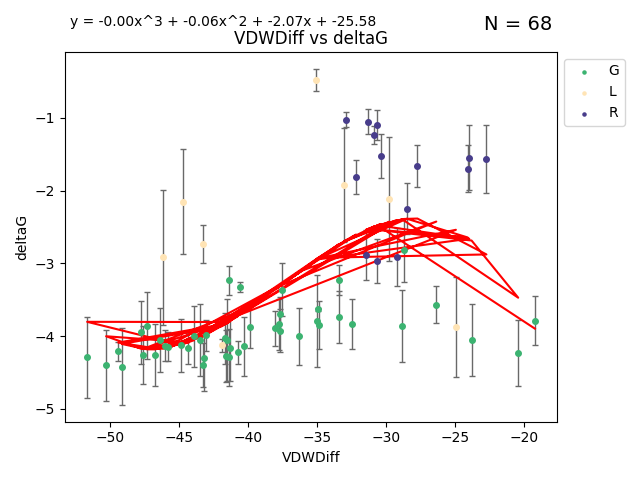 y = -0.00x^3 + -0.06x^2 + -2.07x + -25.58
N = 68
VDWDiff vs deltaG
G
L
R
−1
−2
−3
−4
−5
deltaG
−50 −45 −40 −35 −30 −25 −20
VDWDiff